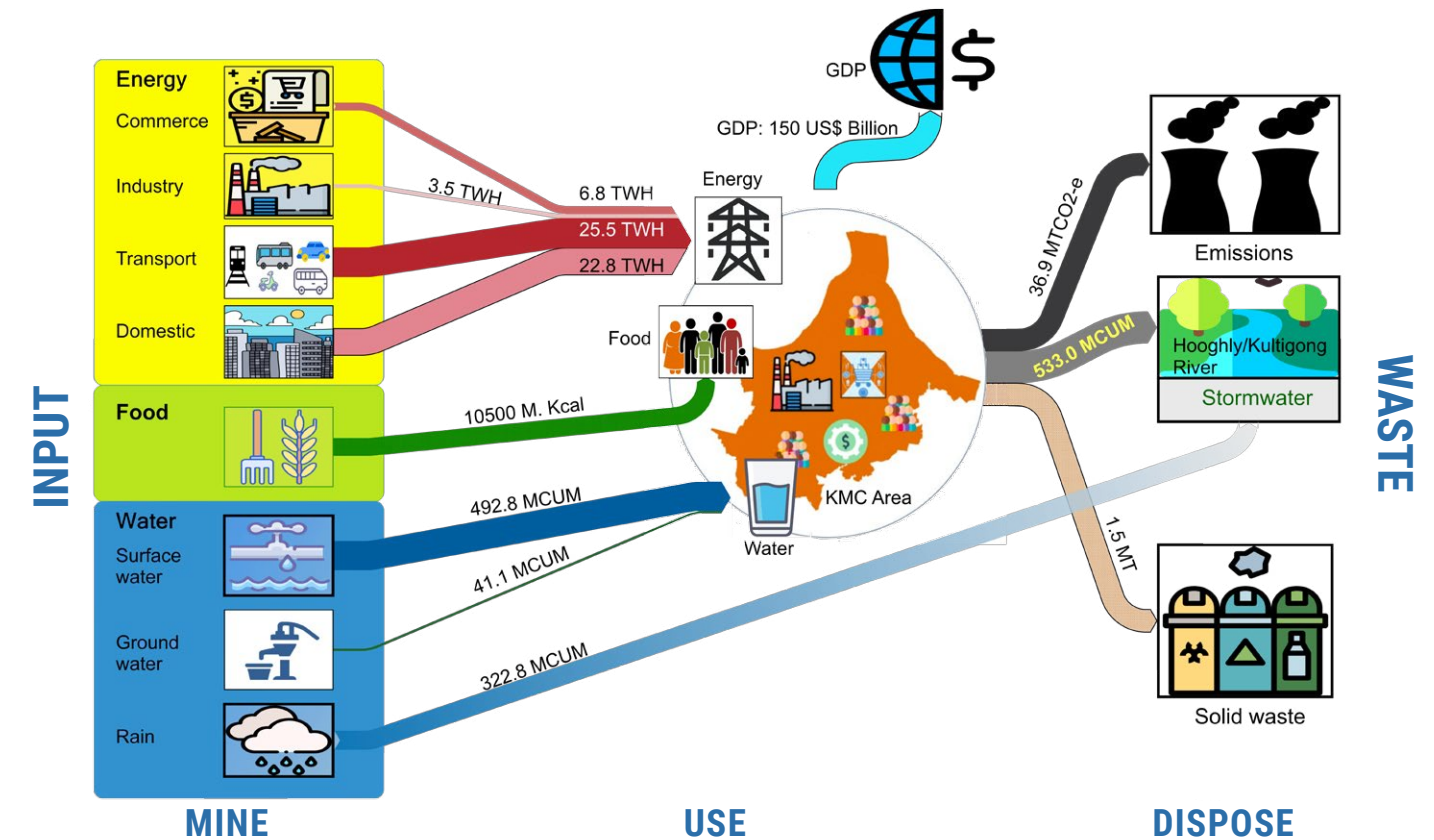 INPUT
Energy
Commerce
Industry
Transport
Domestic
Food
Water
Surface
water
Ground
water
Rain
3.5 TWH
6.8 TWH
25.5 TWH
22.8 TWH
10500 M. Kcal
492.8 MCUM
41.1 MCUM
322.8 MCUM
GDP
$
GDP: 150 US$ Billion
Energy
Food
$
KMC Area
Water
36.9 MTCO2-e
533.0 MCUM
1.5 MT
Emissions
Hooghly/Kultigong
River
Stormwater
Solid waste
WASTE
MINE
USE
DISPOSE